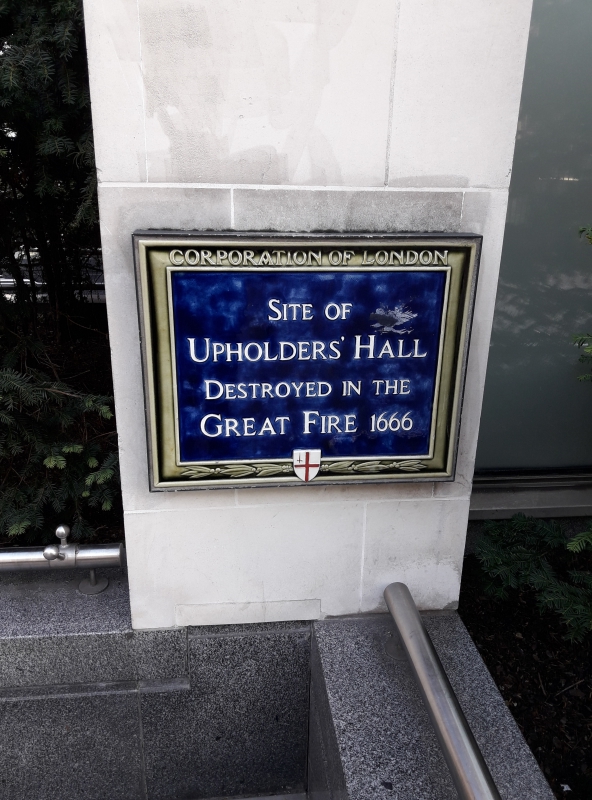 CORPORATION OF LONDON
SITE OF
UPHOLDERS' HALL
DESTROYED IN THE
GREAT FIRE 1666